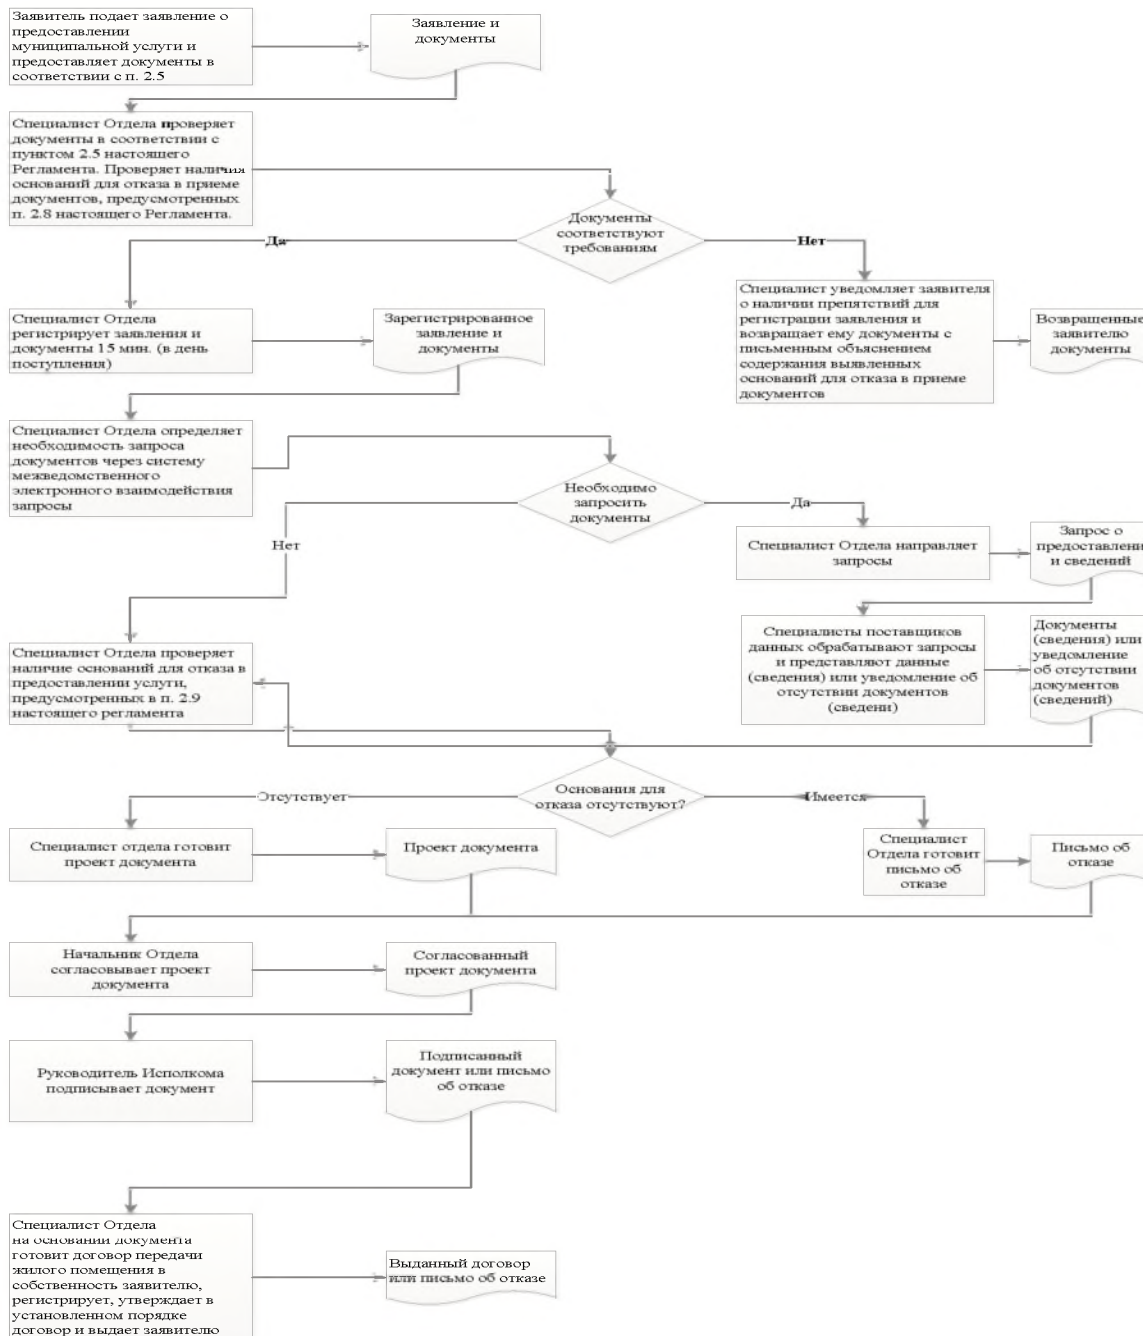 Заявитель подает заявление о
предоставлении
муниципальной услуги и
предоставляет документы в
соответствии с п. 2.5
Заявление и
документы
Специалист Отдела проверяет
документы в соответствии с
пунктом 2.5 настоящего
Регламента. Проверяет наличия
оснований для отказа в приеме
документов, предусмотренных
п. 2.8 настоящего Регламента.
Документы
соответствуют
требованиям
Да
Нет
Специалист Отдела
регистрирует заявления и
документы 15 мин. (в день
поступления)
Зарегистрированное
заявление и
документы
Специалист уведомляет заявителя
о наличии препятствий для
регистрации заявления и
возвращает ему документы с
письменным объяснением
содержания выявленных
оснований для отказа в приеме
документов
Возвращенные
заявителю
документы
Специалист Отдела определяет
необходимость запроса
документов через систему
межведомственного
электронного взаимодействия
запросы
Необходимо
запросить
документы
Да
Нет
Специалист Отдела направляет
запросы
Запрос о
предоставлени
и сведений
Специалист Отдела проверяет
наличие оснований для отказа в
предоставлении услуги,
предусмотренных в п. 2.9
настоящего регламента
Специалисты поставщиков
данных обрабатывают запросы
и представляют данные
(сведения) или уведомление об
отсутствии документов
(сведени)
Документы
(сведения) или
уведомление
об отсутствии
документов
(сведений)
Основания для
отказа отсутствуют?
Отсутствует
Имеется
Специалист отдела готовит
проект документа
Проект документа
Специалист
Отдела готовит
письмо об
отказе
Письмо об
отказе
Начальник Отдела
согласовывает проект
документа
Согласованный
проект документа
Руководитель Исполкома
подписывает документ
Подписанный
документ или письмо
об отказе
Специалист Отдела
на основании документа
готовит договор передачи
жилого помещения в
собственность заявителю,
регистрирует, утверждает в
установленном порядке
договор и выдает заявителю
Выданный договор
или письмо об отказе